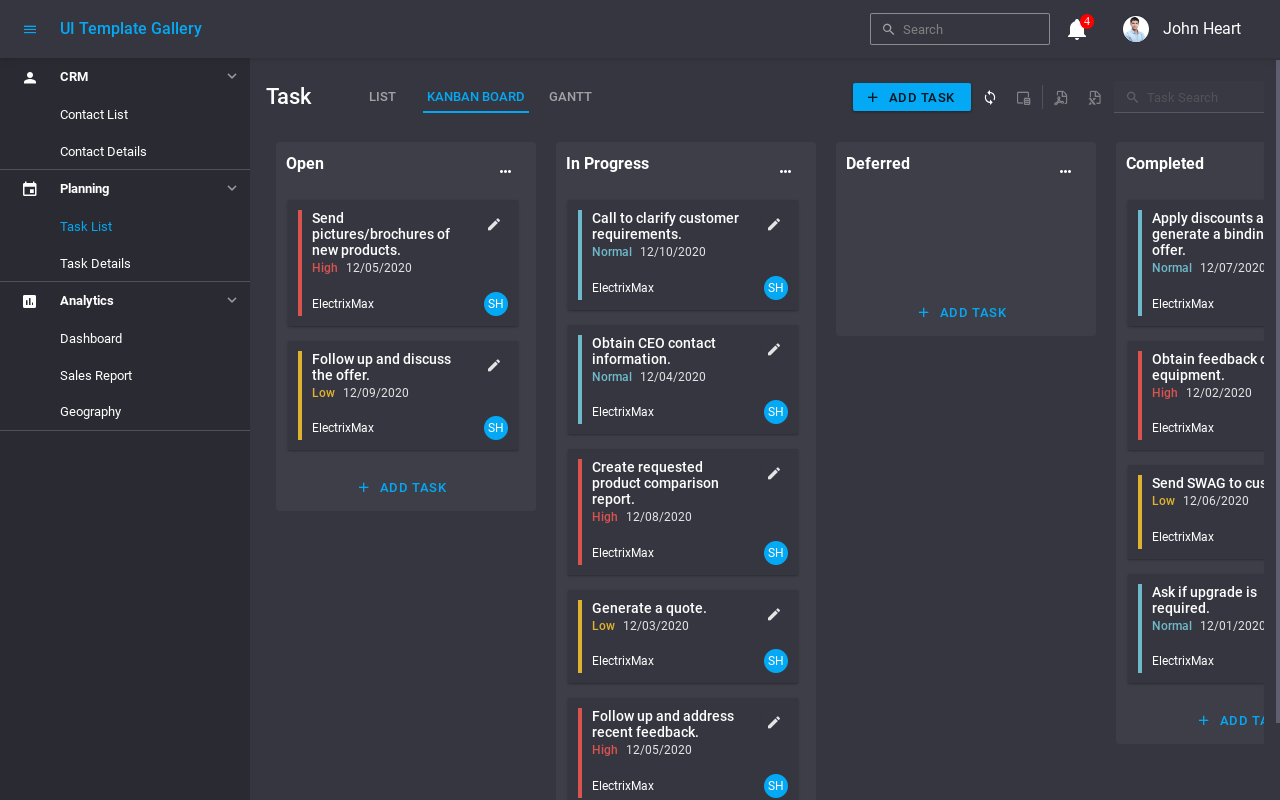 UI Template Gallery
Search
4
John Heart
CRM
Contact List
Contact Details
Planning
Task List
Task Details
Analytics
Dashboard
Sales Report
Geography
Task
LIST
KANBAN BOARD
GANTT
ADD TASK
Task Search
Open
Send
pictures/brochures of
new products.
High 12/05/2020
ElectrixMax
SH
Follow up and discuss
the offer.
Low 12/09/2020
ElectrixMax
SH
ADD TASK
In Progress
Call to clarify customer
requirements.
Normal 12/10/2020
ElectrixMax
SH
Obtain CEO contact
information.
Normal 12/04/2020
ElectrixMax
SH
Create requested
product comparison
report.
High 12/08/2020
ElectrixMax
SH
Generate a quote.
Low 12/03/2020
ElectrixMax
SH
Follow up and address
recent feedback.
High 12/05/2020
ElectrixMax
SH
Deferred
ADD TASK
Completed
Apply discounts a
generate a bindin
offer.
Normal 12/07/2020
ElectrixMax
Obtain feedback o
equipment.
High 12/02/2020
ElectrixMax
Send SWAG to cus
Low 12/06/2020
ElectrixMax
Ask if upgrade is
required.
Normal 12/01/2020
ElectrixMax
ADD TA